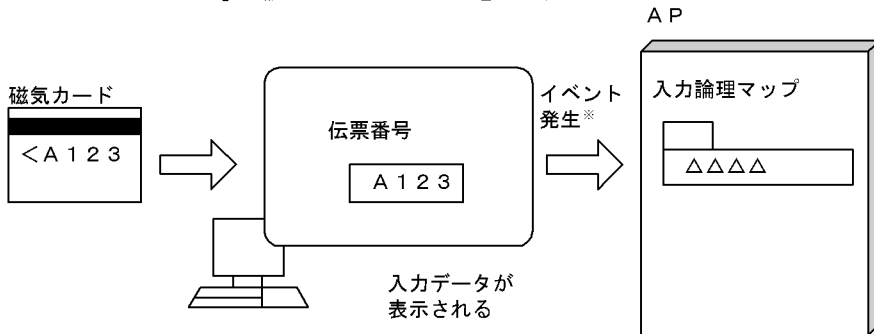 AP
磁気カード
<A123
伝票番号
A123
イベント
発生※
入力論理マップ
△△△△
入力データが
表示される